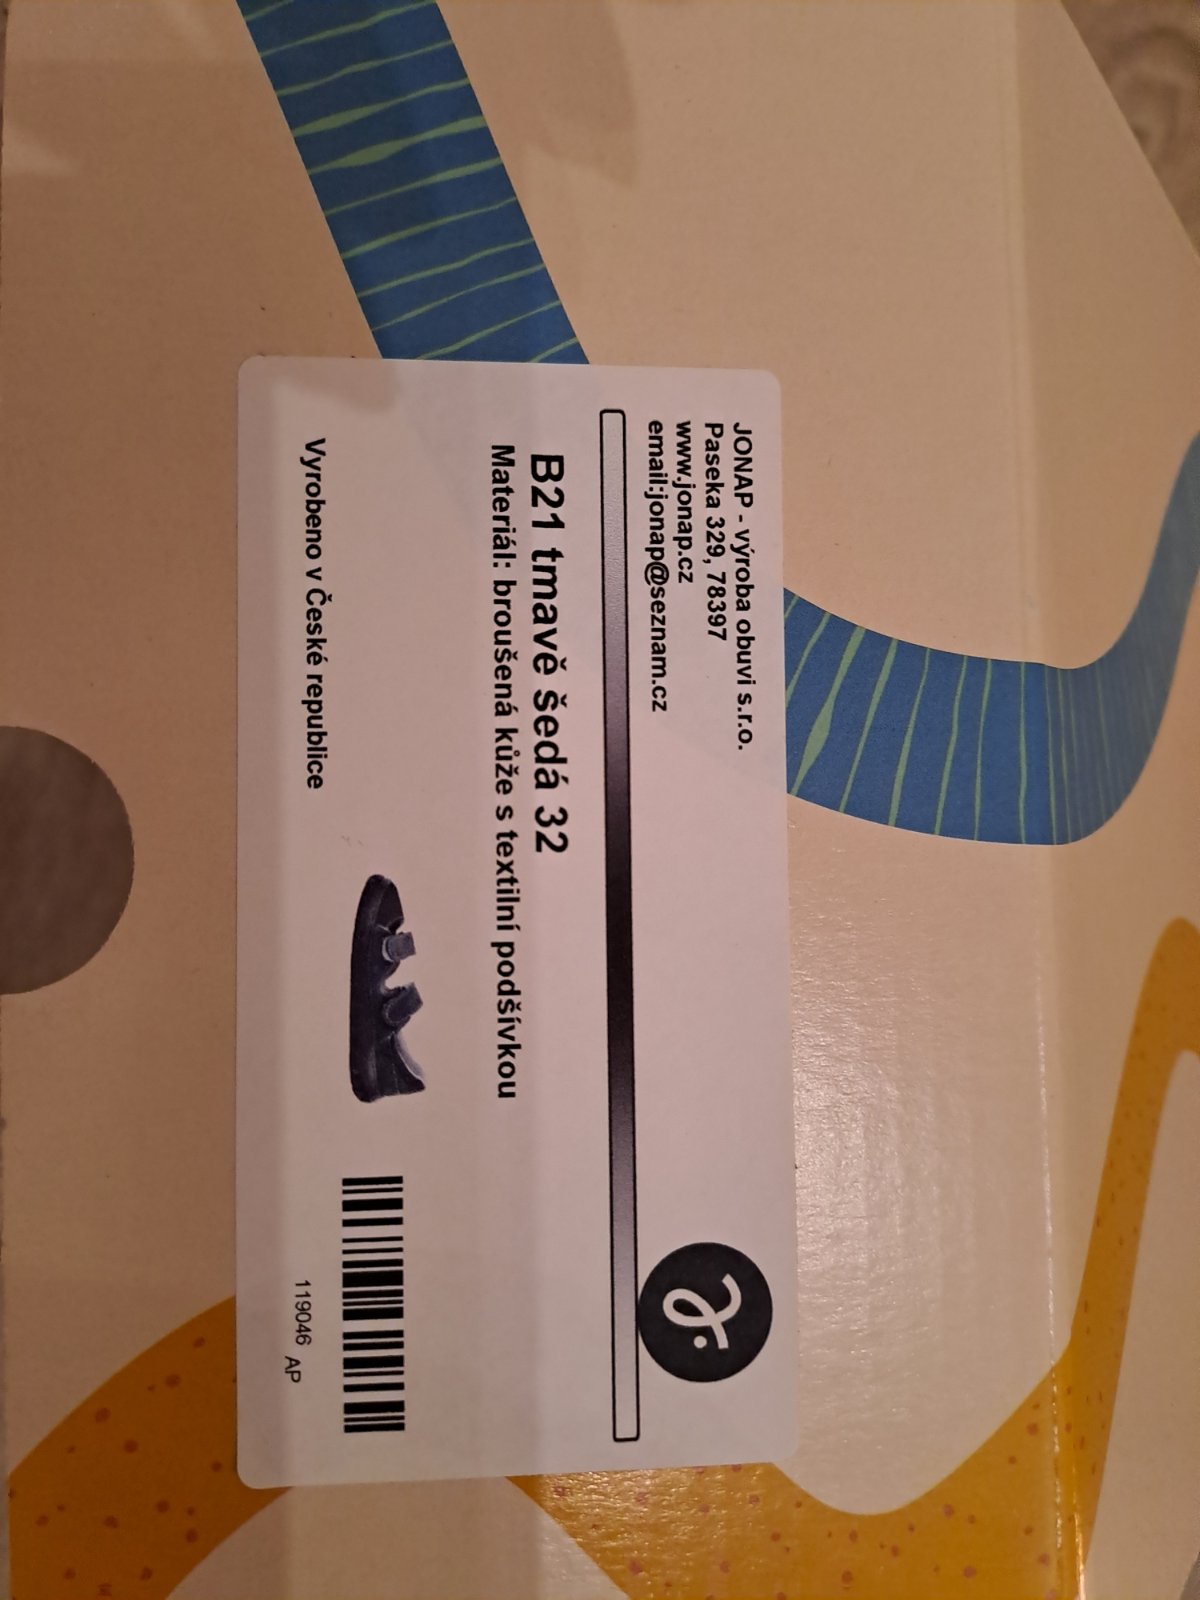 JONAP - výroba obuvi s.r.o.
Paseka 329, 78397
www.jonap.cz
email:jonap@seznam.cz
B21 tmavě šedá 32
Materiál: broušená kůže s textilní podšívkou
Vyrobeno v České republice
119046 AP